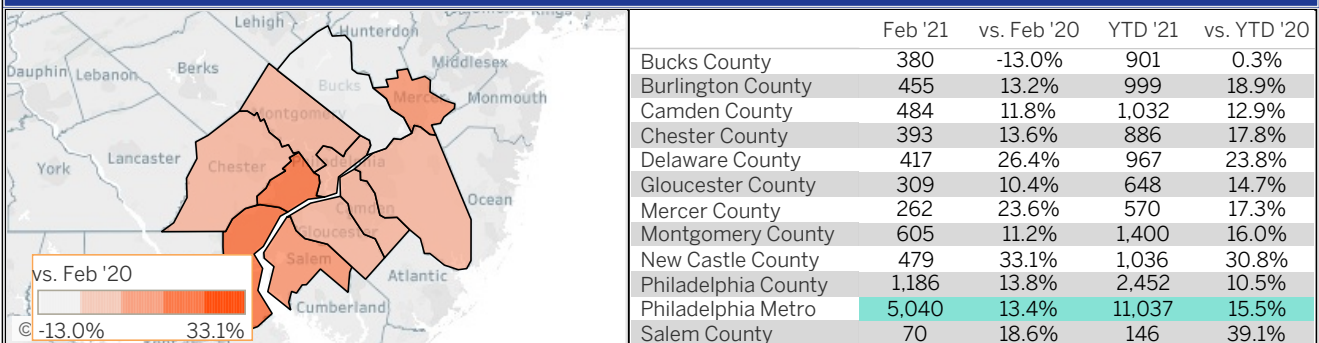 Lehigh
Hunterdon
Dauphin
Lebanon
Berks
Middlesex
Bucks
Mercer
Monmouth
Montgomery
York
Lancaster
Chester
Philadelphia
Ocean
Camden
Gloucester
Salem
Atlantic
Cumberland
vs. Feb '20
-13.0% 33.1%
©
Feb '21 vs. Feb '20 YTD '21 vs. YTD '20
Bucks County 380 -13.0% 901 0.3%
Burlington County 455 13.2% 999 18.9%
Camden County 484 11.8% 1,032 12.9%
Chester County 393 13.6% 886 17.8%
Delaware County 417 26.4% 967 23.8%
Gloucester County 309 10.4% 648 14.7%
Mercer County 262 23.6% 570 17.3%
Montgomery County 605 11.2% 1,400 16.0%
New Castle County 479 33.1% 1,036 30.8%
Philadelphia County 1,186 13.8% 2,452 10.5%
Philadelphia Metro 5,040 13.4% 11,037 15.5%
Salem County 70 18.6% 146 39.1%